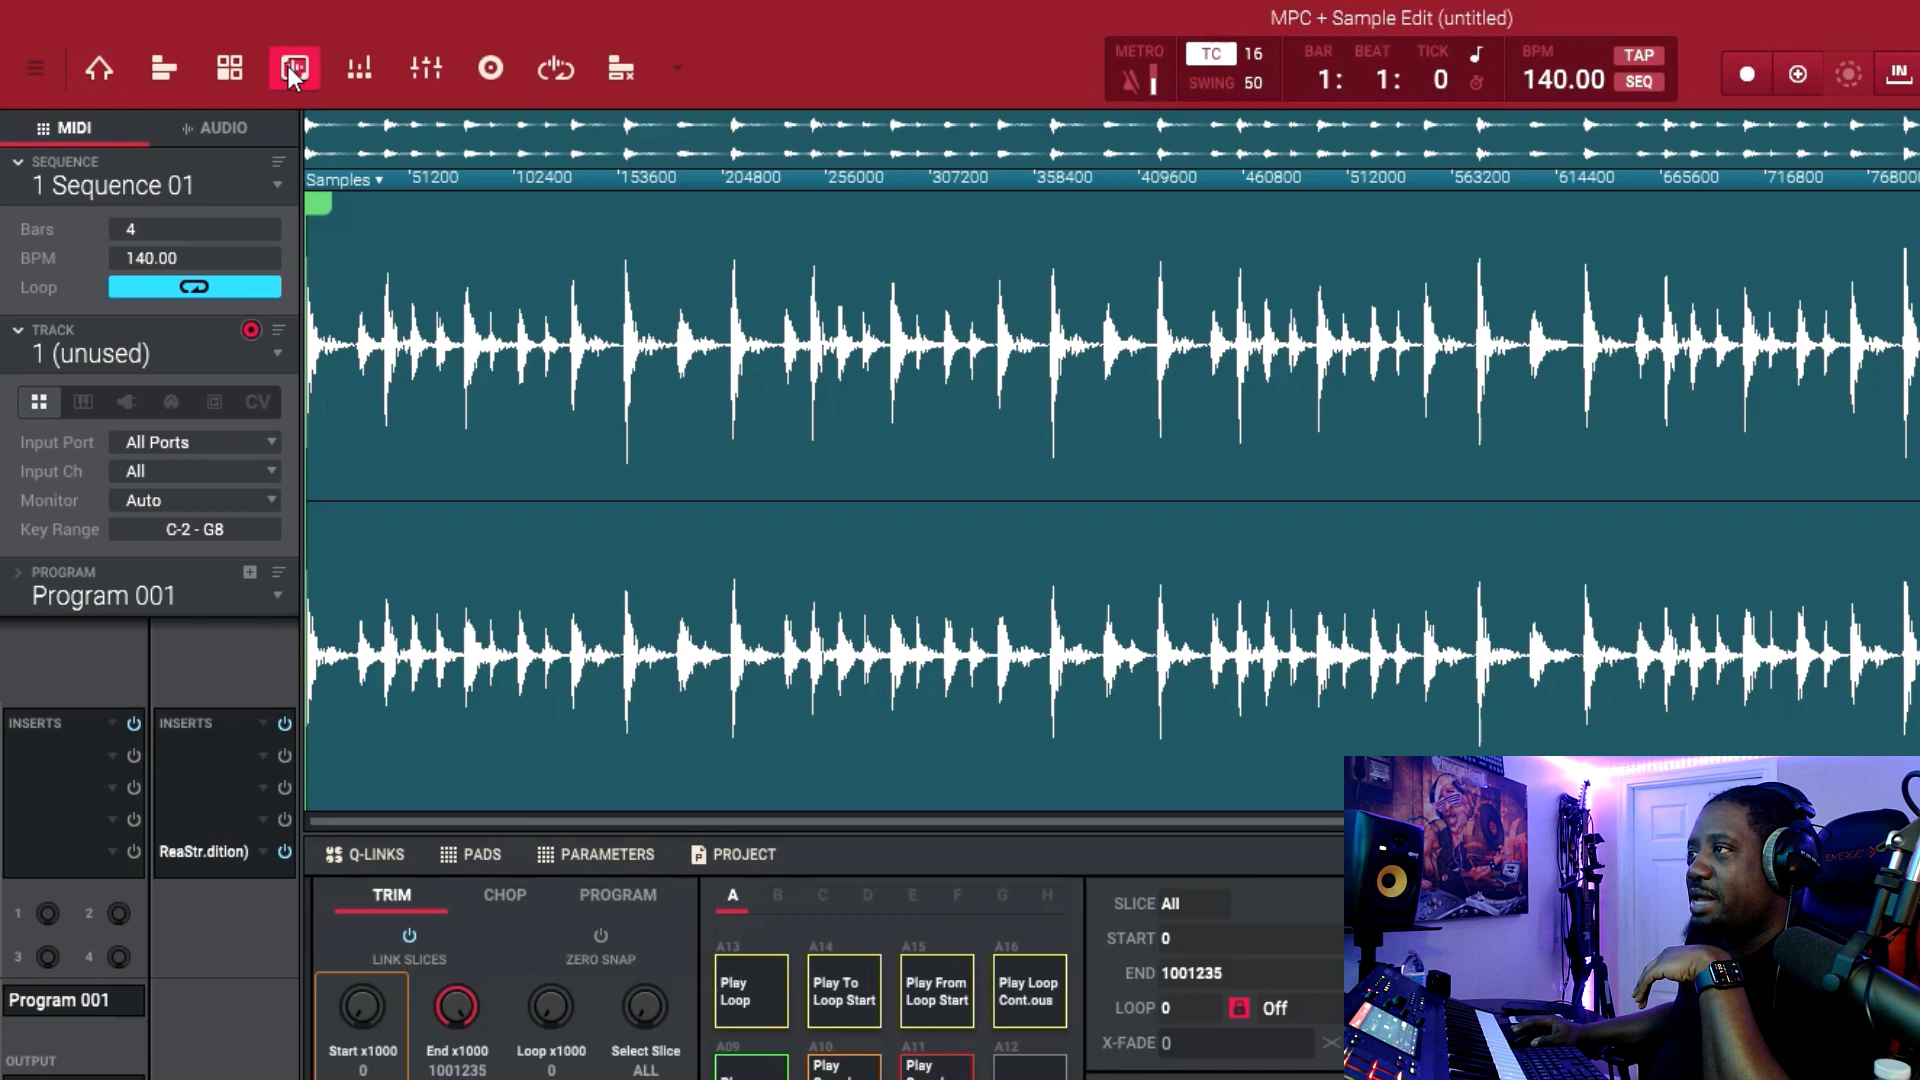 MPC + Sample Edit (untitled)
METRO
TC 16
SWING 50
BAR BEAT TICK
1: 1: 0
BPM
140.00
TAP
SEQ
IN
MIDI
AUDIO
SEQUENCE
1 Sequence 01
Bars 4
BPM 140.00
Loop
TRACK
1 (unused)
CV
Input Port All Ports
Input Ch All
Monitor Auto
Key Range C-2 - G8
PROGRAM
Program 001
INSERTS
INSERTS
ReaStr.dition)
1 2
3 4
Program 001
OUTPUT
Samples 51200 102400 153600 204800 256000 307200 358400 409600 460800 512000 563200 614400 665600 716800 768000
Q-LINKS PADS PARAMETERS PROJECT
TRIM CHOP PROGRAM
LINK SLICES
ZERO SNAP
Start x1000
0
End x1000
1001235
Loop x1000
0
Select Slice
ALL
A B C D E F G H
A13 A14 A15 A16
Play Loop
Play To Loop Start
Play From Loop Start
Play Loop Cont.ous
A09 A10 A11 A12
Play
Play
SLICE All
START 0
END 1001235
LOOP 0 Off
X-FADE 0